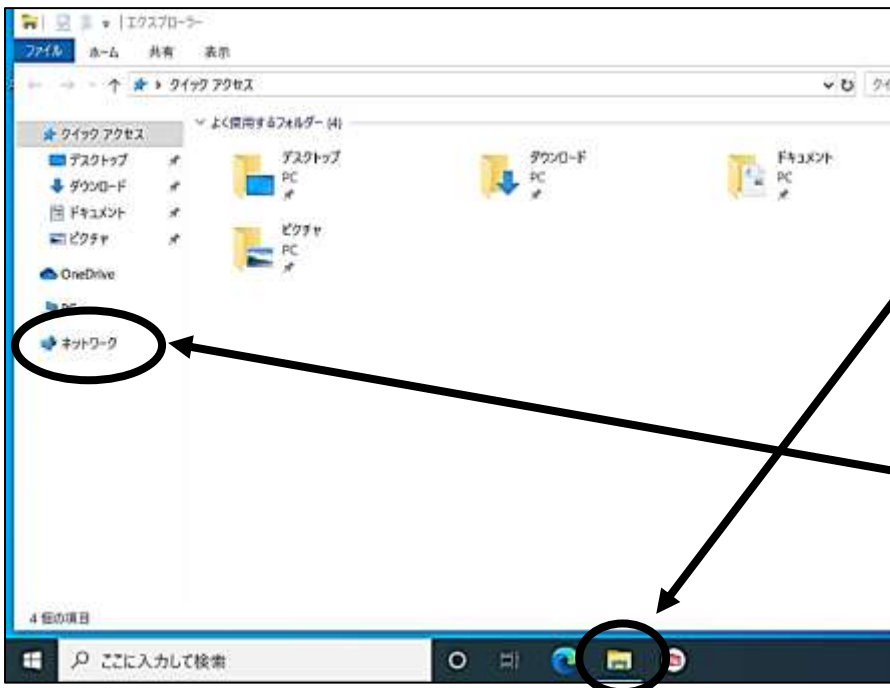 エクスプローラー
ファイル ホーム 共有 表示
クイック アクセス
クイック アクセス
デスクトップ
ダウンロード
ドキュメント
ピクチャ
OneDrive
PC
ネットワーク
よく使用するフォルダー (4)
デスクトップ
PC
ダウンロード
PC
ドキュメント
PC
ピクチャ
PC
4 個の項目
ここに入力して検索